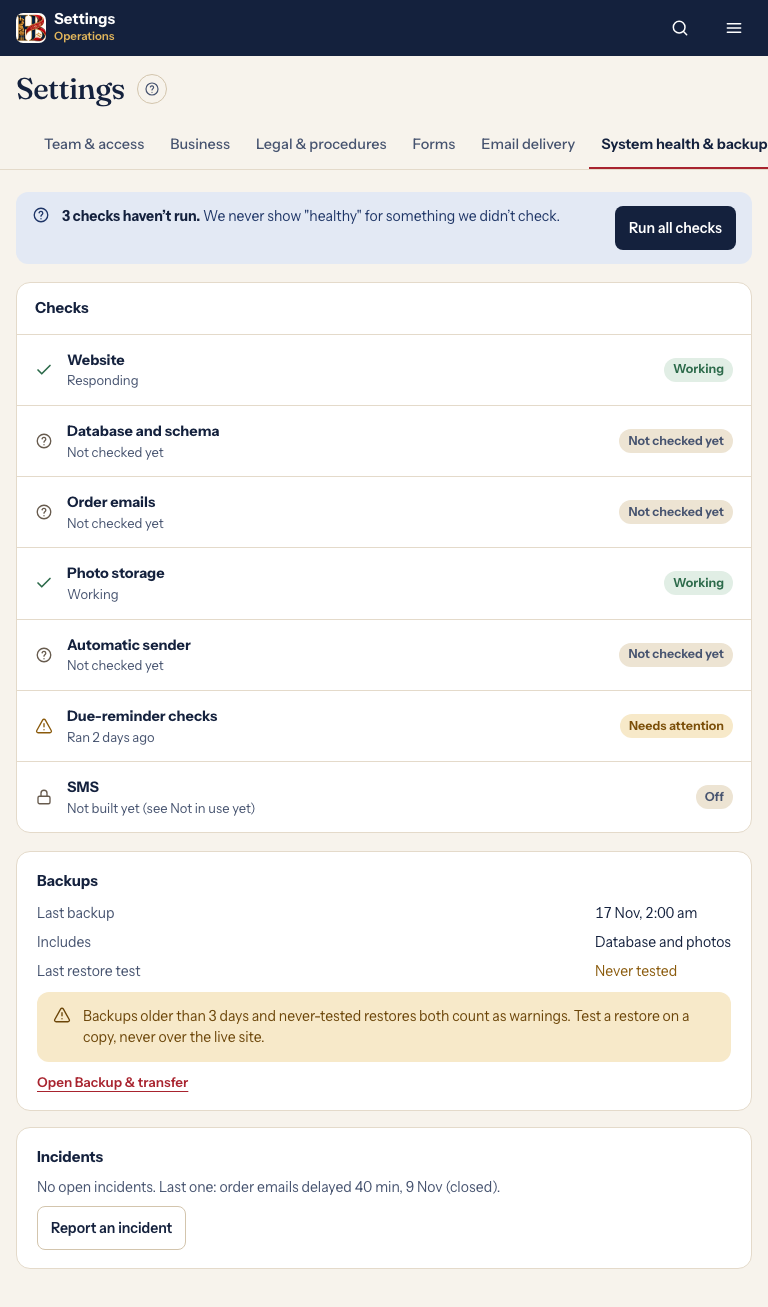 Settings
Operations
Settings
Team & access Business Legal & procedures Forms Email delivery System health & backup
3 checks haven’t run. We never show "healthy" for something we didn’t check.
Run all checks
Checks
Website
Responding
Working
Database and schema
Not checked yet
Not checked yet
Order emails
Not checked yet
Not checked yet
Photo storage
Working
Working
Automatic sender
Not checked yet
Not checked yet
Due-reminder checks
Ran 2 days ago
Needs attention
SMS
Not built yet (see Not in use yet)
Off
Backups
Last backup 17 Nov, 2:00 am
Includes Database and photos
Last restore test Never tested
Backups older than 3 days and never-tested restores both count as warnings. Test a restore on a
copy, never over the live site.
Open Backup & transfer
Incidents
No open incidents. Last one: order emails delayed 40 min, 9 Nov (closed).
Report an incident